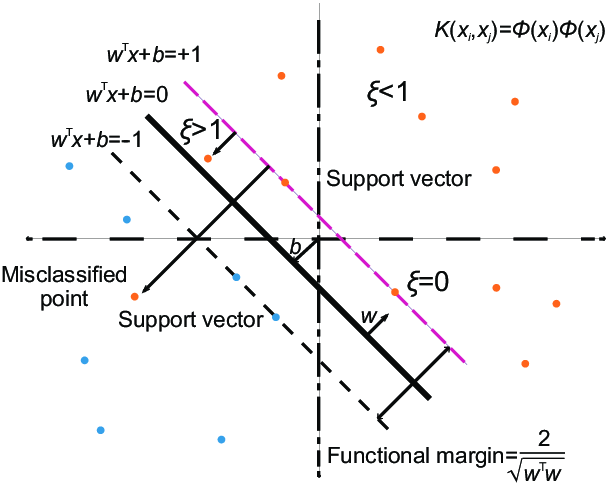 K(xᵢ,xⱼ)=Φ(xᵢ)Φ(xⱼ)
wᵀx+b=+1
wᵀx+b=0
wᵀx+b=-1
ξ>1
ξ<1
Support vector
b
Misclassified
point
ξ=0
Support vector
w
Functional margin=2/√wᵀw